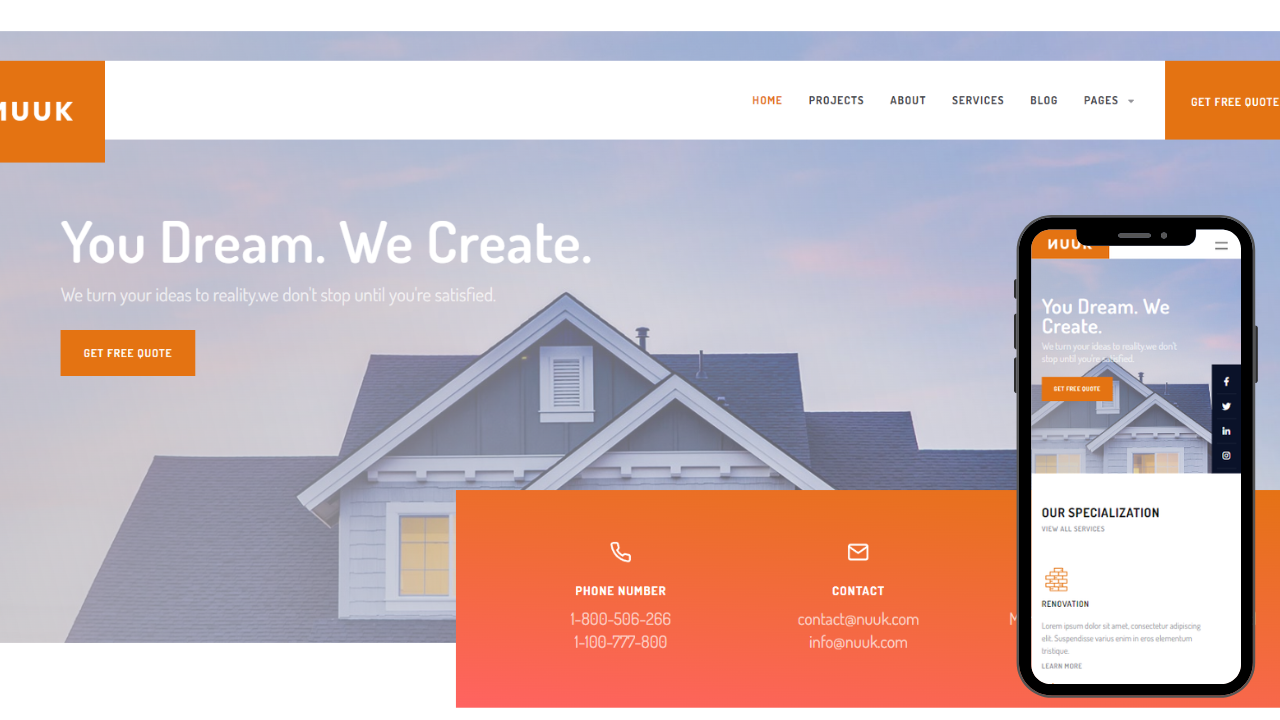 NUUK
HOME PROJECTS ABOUT SERVICES BLOG PAGES
GET FREE QUOTE
You Dream. We Create.
We turn your ideas to reality.we don't stop until you're satisfied.
GET FREE QUOTE
PHONE NUMBER
1-800-506-266
1-100-777-800
CONTACT
contact@nuuk.com
info@nuuk.com
NUUK
You Dream. We
Create.
We turn your ideas to reality.we don't
stop until you're satisfied.
GET FREE QUOTE
OUR SPECIALIZATION
VIEW ALL SERVICES
RENOVATION
Lorem ipsum dolor sit amet, consectetur adipiscing
elit. Suspendisse varius enim in eros elementum
tristique.
LEARN MORE